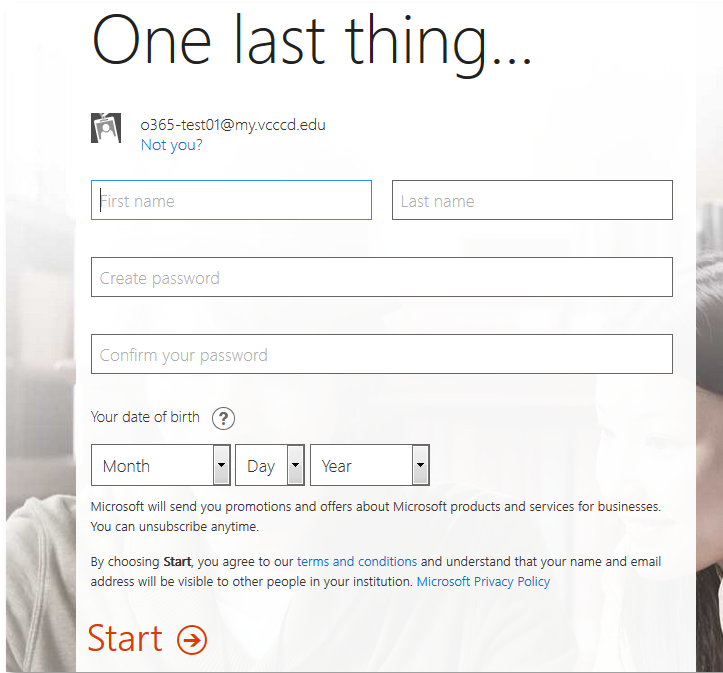 One last thing...
o365-test01@my.vcccd.edu
Not you?
First name Last name
Create password
Confirm your password
Your date of birth ?
Month Day Year
Microsoft will send you promotions and offers about Microsoft products and services for businesses.
You can unsubscribe anytime.
By choosing Start, you agree to our terms and conditions and understand that your name and email
address will be visible to other people in your institution. Microsoft Privacy Policy
Start